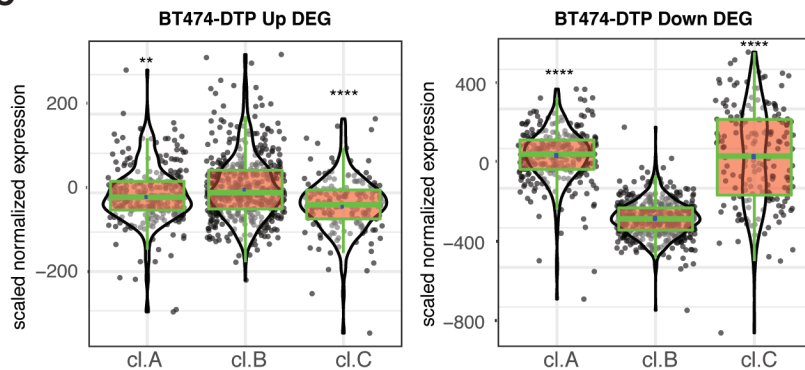 BT474-DTP Up DEG
scaled normalized expression
200
0
−200
**
****
cl.A cl.B cl.C
BT474-DTP Down DEG
scaled normalized expression
400
0
−400
−800
****
****
cl.A cl.B cl.C